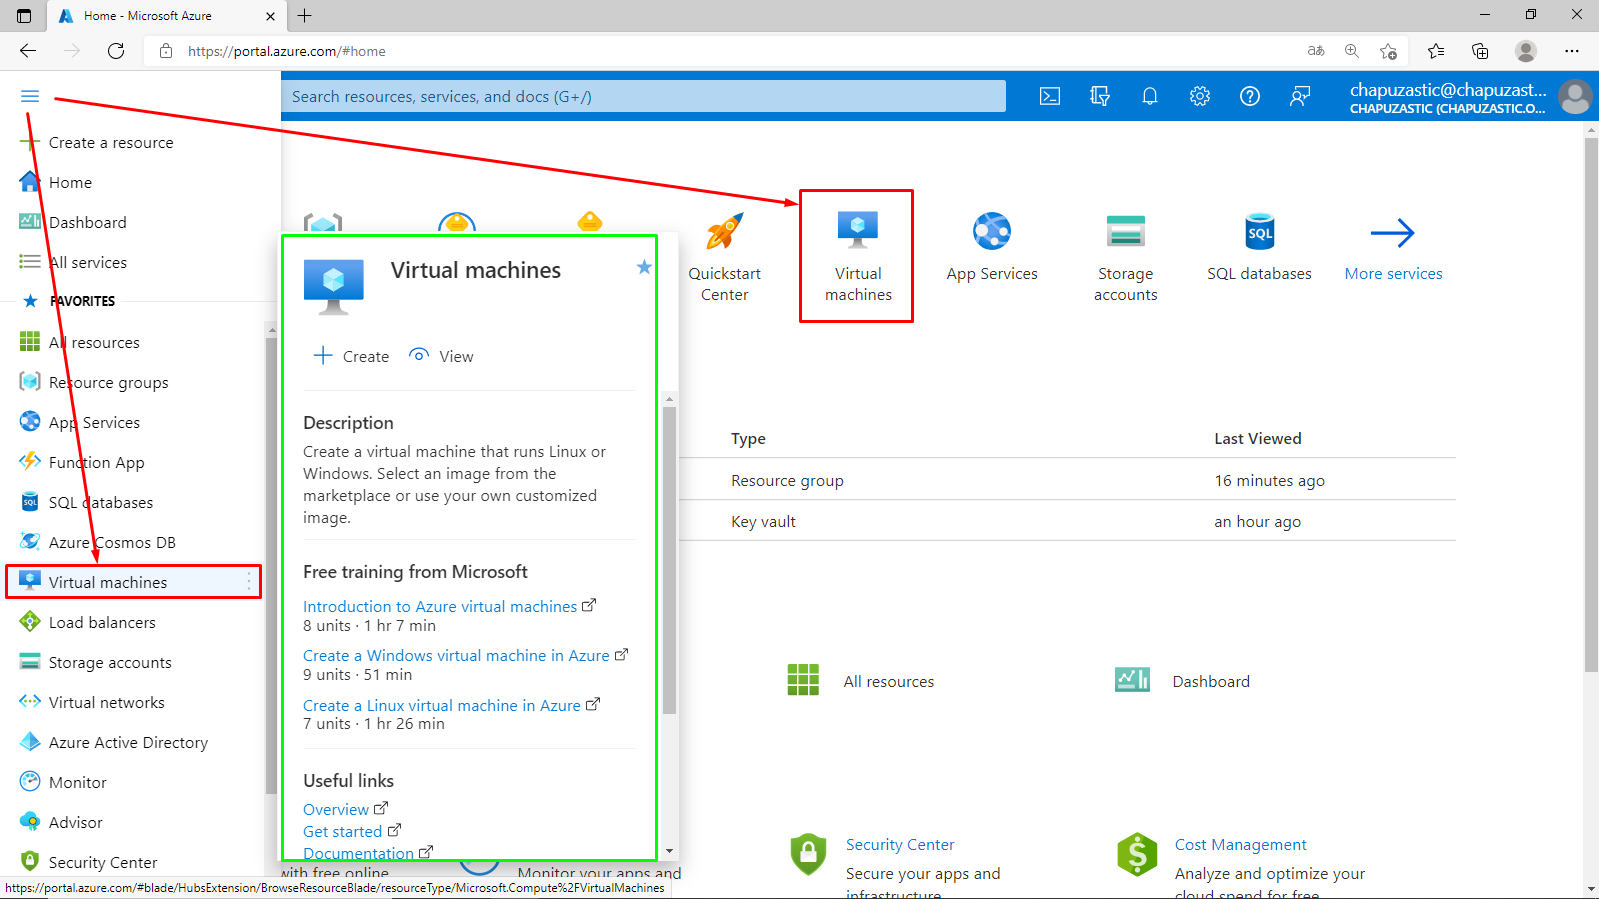 Home - Microsoft Azure
https://portal.azure.com/#home
Search resources, services, and docs (G+/)
chapuzastic@chapuzast...
CHAPUZASTIC (CHAPUZASTIC.O...
Create a resource
Home
Dashboard
All services
FAVORITES
All resources
Resource groups
App Services
Function App
SQL databases
Azure Cosmos DB
Virtual machines
Load balancers
Storage accounts
Virtual networks
Azure Active Directory
Monitor
Advisor
Security Center
Virtual machines
Create
View
Description
Create a virtual machine that runs Linux or
Windows. Select an image from the
marketplace or use your own customized
image.
Free training from Microsoft
Introduction to Azure virtual machines
8 units · 1 hr 7 min
Create a Windows virtual machine in Azure
9 units · 51 min
Create a Linux virtual machine in Azure
7 units · 1 hr 26 min
Useful links
Overview
Get started
Documentation
Quickstart
Center
Virtual
machines
App Services
Storage
accounts
SQL
SQL databases
More services
Type
Last Viewed
Resource group
16 minutes ago
Key vault
an hour ago
All resources
Dashboard
with free online
Monitor your apps and
Security Center
Secure your apps and
infrastructure
Cost Management
Analyze and optimize your
cloud spend for free
https://portal.azure.com/#blade/HubsExtension/BrowseResourceBlade/resourceType/Microsoft.Compute%2FVirtualMachines